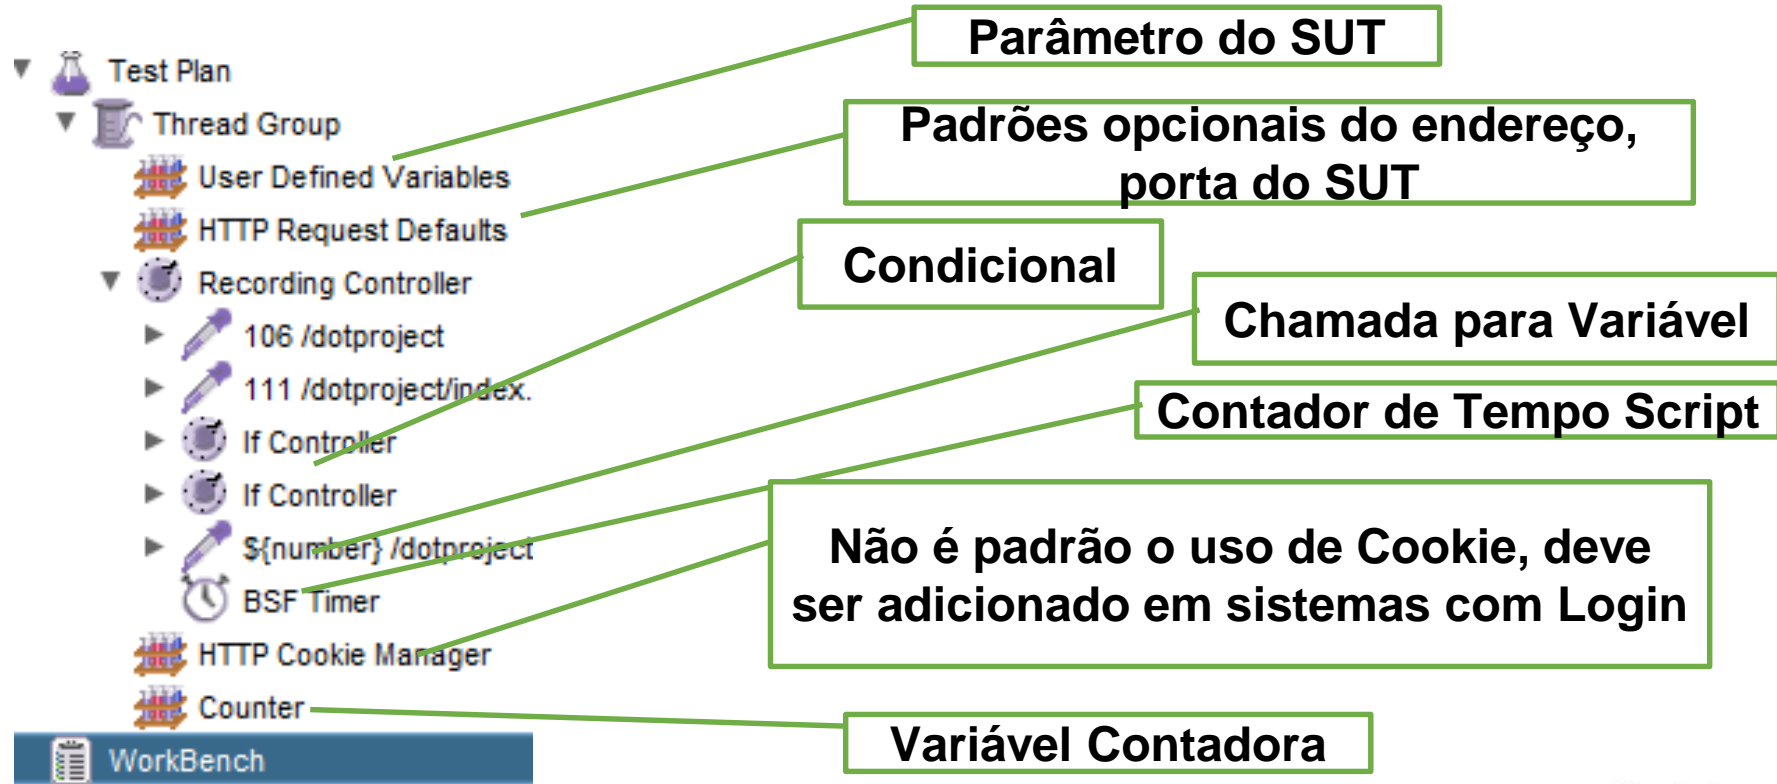 Test Plan
Thread Group
User Defined Variables
HTTP Request Defaults
Recording Controller
106 /dotproject
111 /dotproject/index.
If Controller
If Controller
${number} /dotproject
BSF Timer
HTTP Cookie Manager
Counter
WorkBench
Parâmetro do SUT
Padrões opcionais do endereço,
porta do SUT
Condicional
Chamada para Variável
Contador de Tempo Script
Não é padrão o uso de Cookie, deve
ser adicionado em sistemas com Login
Variável Contadora